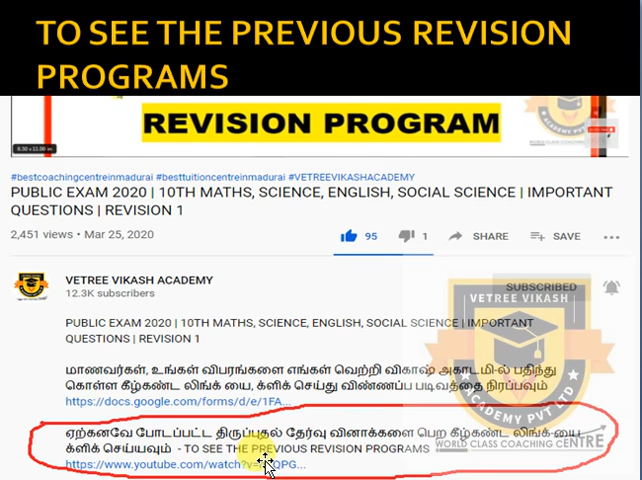 TO SEE THE PREVIOUS REVISION
PROGRAMS
REVISION PROGRAM
#bestcoachingcentreinmadurai #besttuitioncentreinmadurai #VETREEVIKASHACADEMY
PUBLIC EXAM 2020 | 10TH MATHS, SCIENCE, ENGLISH, SOCIAL SCIENCE | IMPORTANT
QUESTIONS | REVISION 1
2,451 views • Mar 25, 2020
95
1
SHARE
SAVE
VETREE VIKASH ACADEMY
12.3K subscribers
SUBSCRIBED
PUBLIC EXAM 2020 | 10TH MATHS, SCIENCE, ENGLISH, SOCIAL SCIENCE | IMPORTANT
QUESTIONS | REVISION 1
மாணவர்கள், உங்கள் விபரங்களை எங்கள் வெற்றி விகாஷ் அகாடமி-ல் பதிந்து
கொள்ள கீழ்கண்ட லிங்க் யை, க்ளிக் செய்து விண்ணப்ப படிவத்தை நிரப்பவும்
https://docs.google.com/forms/d/e/1FA...
ஏற்கனவே போடப்பட்ட திருப்புதல் தேர்வு வினாக்களை பெற கீழ்கண்ட லிங்க்-யை
க்ளிக் செய்யவும் - TO SEE THE PREVIOUS REVISION PROGRAMS
https://www.youtube.com/watch?v=
VETREE VIKASH
ACADEMY PVT LTD
WORLD CLASS COACHING CENTRE